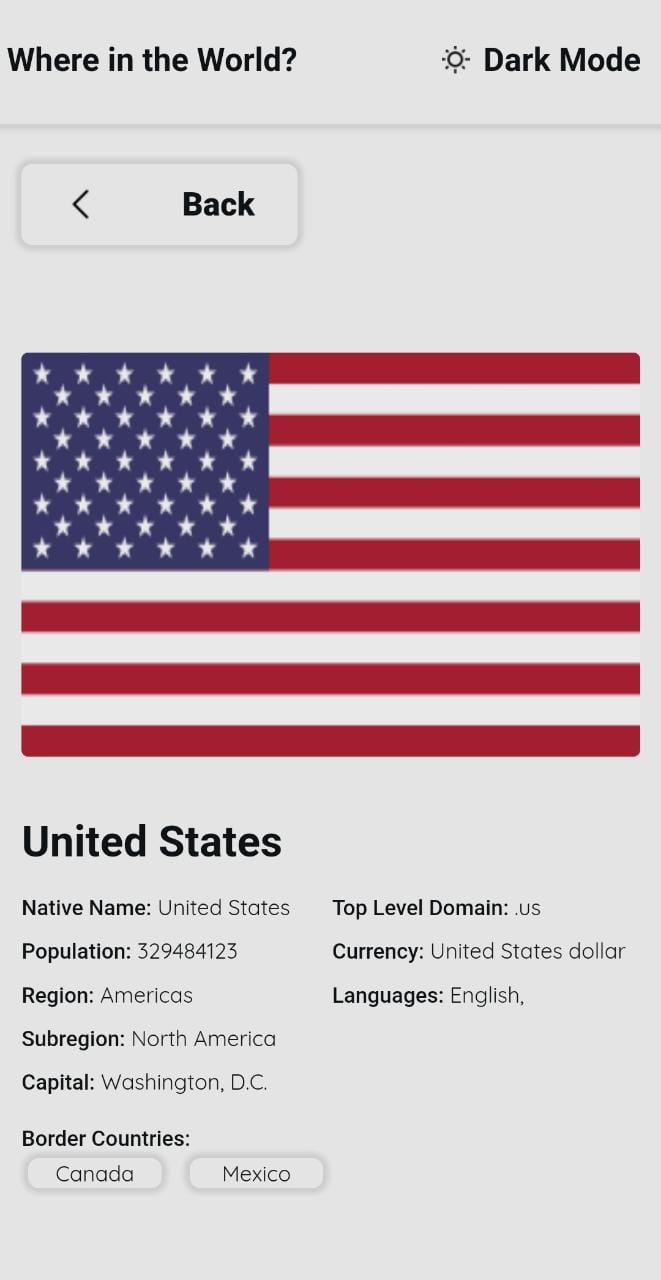 Where in the World? Dark Mode
Back
United States
Native Name: United States
Population: 329484123
Region: Americas
Subregion: North America
Capital: Washington, D.C.
Top Level Domain: .us
Currency: United States dollar
Languages: English,
Border Countries:
Canada Mexico